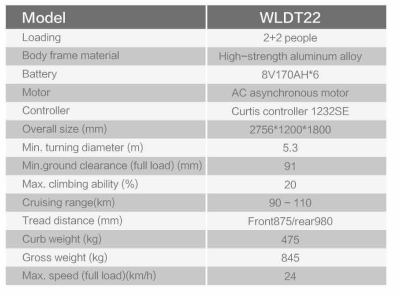 Model WLDT22
Loading 2+2 people
Body frame material High-strength aluminum alloy
Battery 8V170AH*6
Motor AC asynchronous motor
Controller Curtis controller 1232SE
Overall size (mm) 2756*1200*1800
Min. turning diameter (m) 5.3
Min.ground clearance (full load) (mm) 91
Max. climbing ability (%) 20
Cruising range(km) 90 - 110
Tread distance (mm) Front875/rear980
Curb weight (kg) 475
Gross weight (kg) 845
Max. speed (full load)(km/h) 24